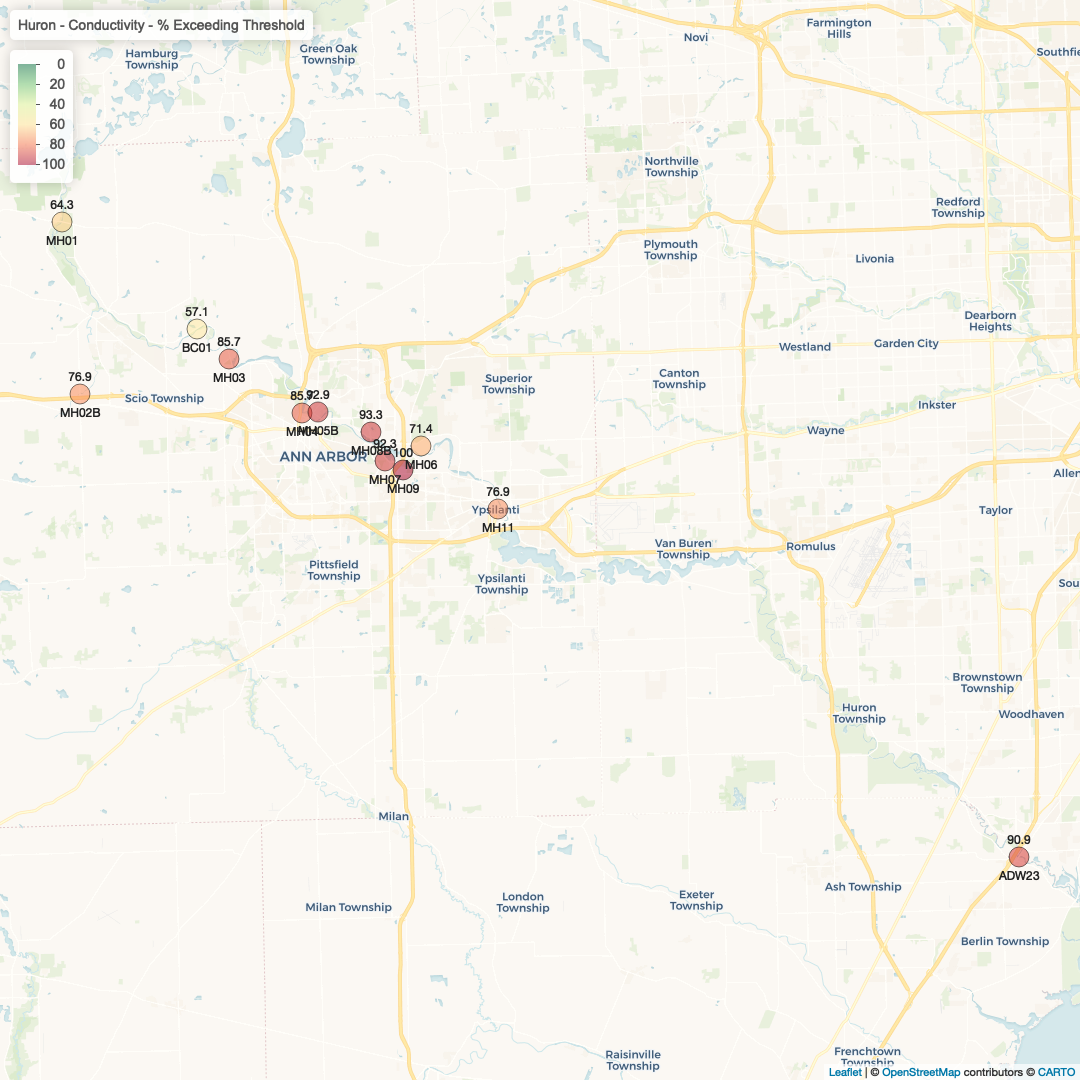 Huron - Conductivity - % Exceeding Threshold
0
20
40
60
80
100
Hamburg
Township
Green Oak
Township
Novi
Farmington
Hills
Northville
Township
Redford
Township
Plymouth
Township
Livonia
64.3
MH01
57.1
BC01
85.7
MH03
Dearborn
Heights
Westland
Garden City
76.9
MH02B
Scio Township
Superior
Township
Canton
Township
Inkster
92.9
MH04
MH05B
93.3
MH08B
71.4
MH06
Wayne
ANN ARBOR
92.3
MH07
100
MH09
76.9
Ypsilanti
MH11
Taylor
Van Buren
Township
Romulus
Pittsfield
Township
Ypsilanti
Township
Brownstown
Township
Woodhaven
Huron
Township
Milan
90.9
ADW23
Milan Township
London
Township
Exeter
Township
Ash Township
Berlin Township
Raisinville
Township
Frenchtown
Township
Leaflet | © OpenStreetMap contributors © CARTO